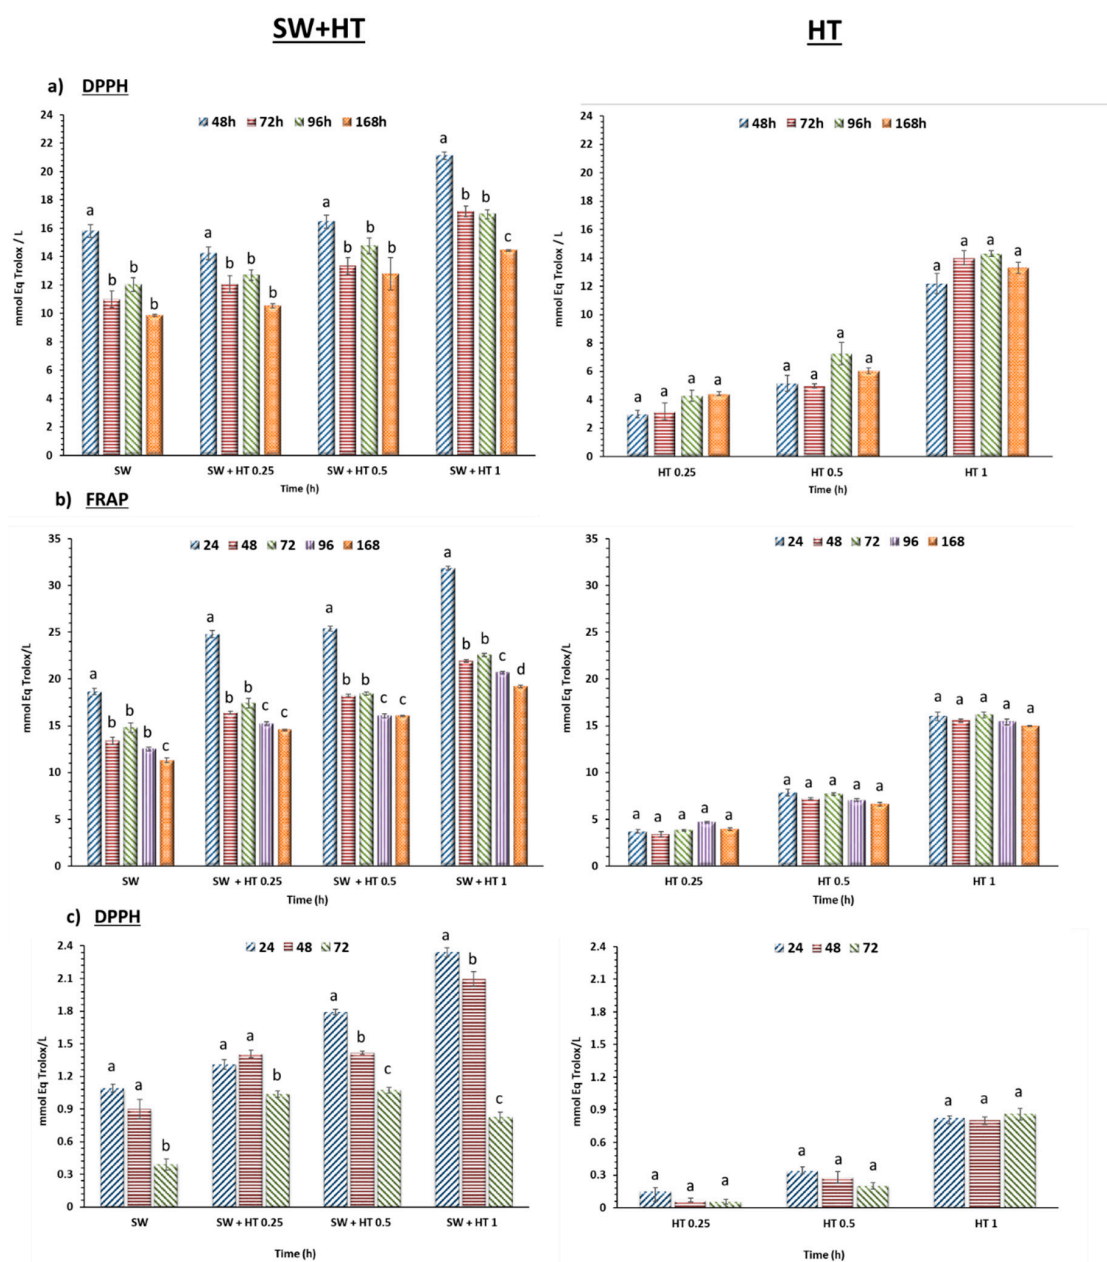 SW+HT
HT
a) DPPH
48h 72h 96h 168h
24
22
20
18
16
14
12
10
8
6
4
2
0
mmol Eq Trolox / L
a b b b
a b b b
a b b b
a b b c
SW SW + HT 0.25 SW + HT 0.5 SW + HT 1
Time (h)
48h 72h 96h 168h
24
22
20
18
16
14
12
10
8
6
4
2
0
mmol Eq Trolox / L
a a a a
a a a a
a a a a
HT 0.25 HT 0.5 HT 1
Time (h)
b) FRAP
24 48 72 96 168
35
30
25
20
15
10
5
0
mmol Eq Trolox/L
a b b b c
a b b c c
a b b c c
a b b c d
SW SW + HT 0.25 SW + HT 0.5 SW + HT 1
Time (h)
24 48 72 96 168
35
30
25
20
15
10
5
0
mmol Eq Trolox/L
a a a a a
a a a a a
a a a a a
HT 0.25 HT 0.5 HT 1
Time (h)
c) DPPH
24 48 72
2.4
2.1
1.8
1.5
1.2
0.9
0.6
0.3
0
mmol Eq Trolox/L
a a b
a a b
a b c
a b c
SW SW + HT 0.25 SW + HT 0.5 SW + HT 1
Time (h)
24 48 72
2.4
2.1
1.8
1.5
1.2
0.9
0.6
0.3
0
mmol Eq Trolox/L
a a a
a a a
a a a
HT 0.25 HT 0.5 HT 1
Time (h)